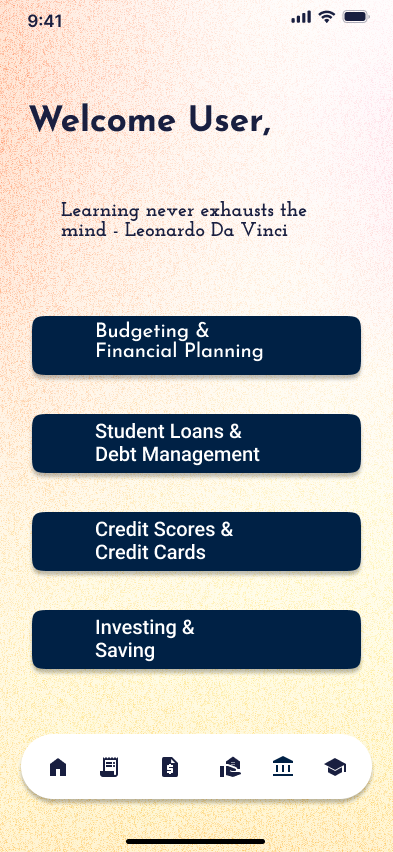 9:41
Welcome User,
Learning never exhausts the
mind - Leonardo Da Vinci
Budgeting &
Financial Planning
Student Loans &
Debt Management
Credit Scores &
Credit Cards
Investing &
Saving